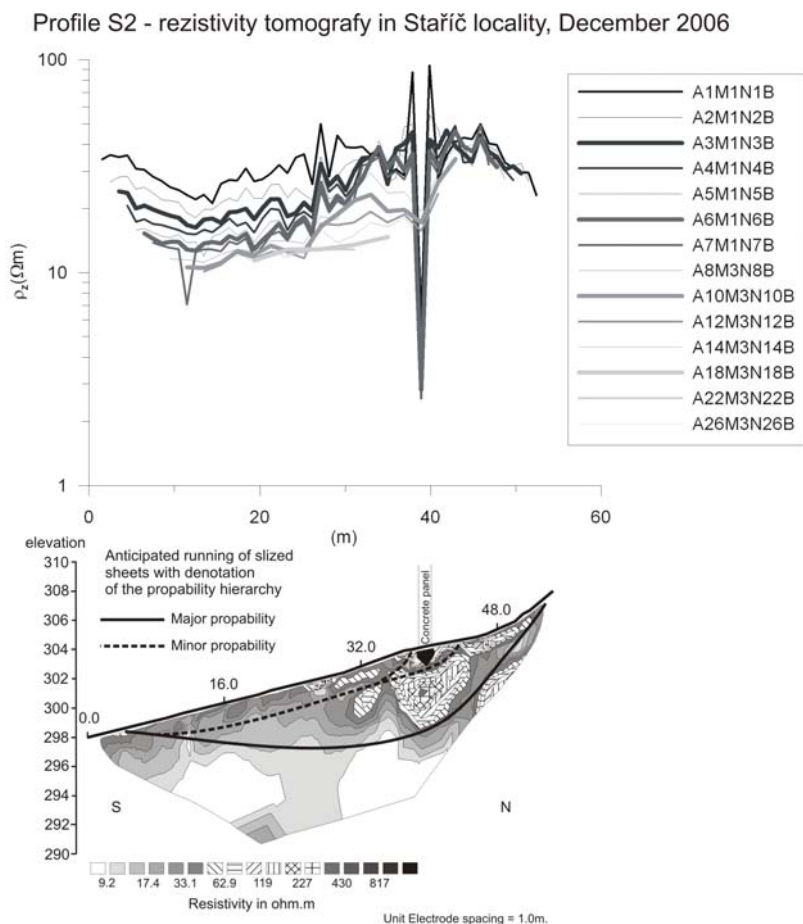 Profile S2 - rezistivity tomografy in Staříč locality, December 2006
100
10
1
ρz(Ωm)
0
20
40
60
(m)
A1M1N1B
A2M1N2B
A3M1N3B
A4M1N4B
A5M1N5B
A6M1N6B
A7M1N7B
A8M3N8B
A10M3N10B
A12M3N12B
A14M3N14B
A18M3N18B
A22M3N22B
A26M3N26B
elevation
310
308
306
304
302
300
298
296
294
292
290
Anticipated running of slized
sheets with denotation
of the propability hierarchy
Major propability
Minor propability
Concrete panel
0.0
16.0
32.0
48.0
S
N
9.2 17.4 33.1 62.9 119 227 430 817
Resistivity in ohm.m
Unit Electrode spacing = 1.0m.